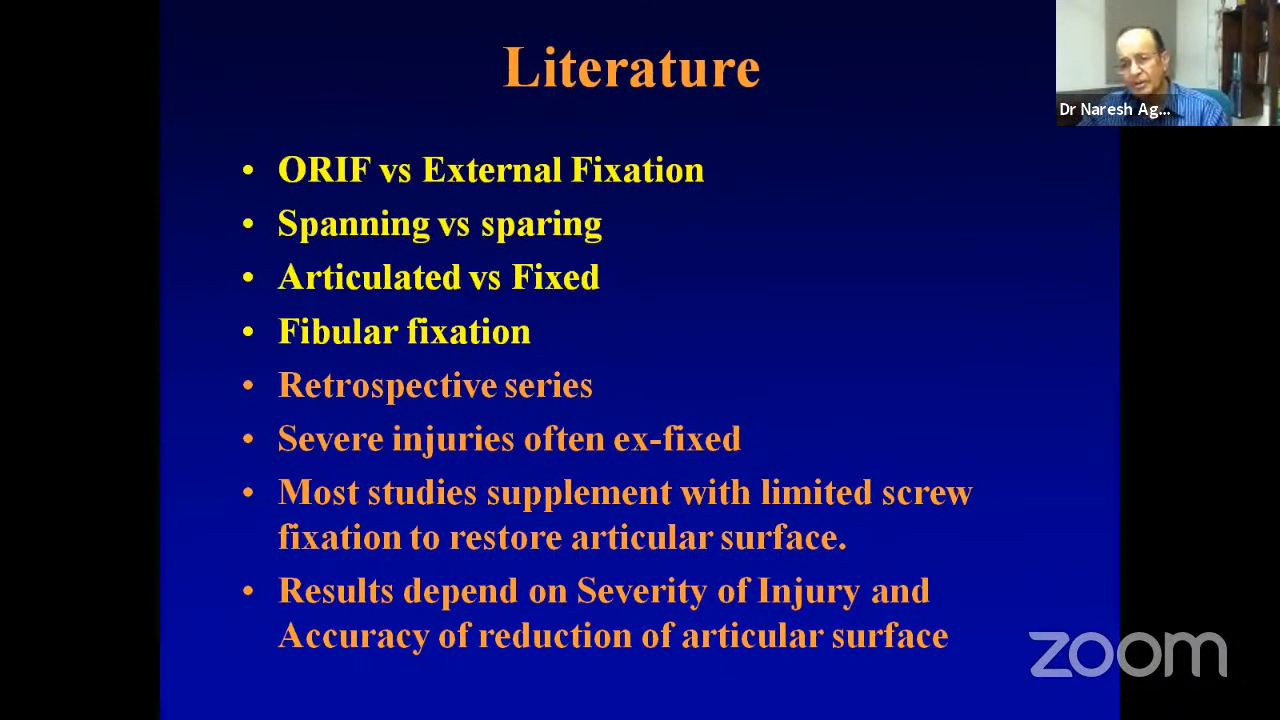 Literature
Dr Naresh Ag...
• ORIF vs External Fixation
• Spanning vs sparing
• Articulated vs Fixed
• Fibular fixation
• Retrospective series
• Severe injuries often ex-fixed
• Most studies supplement with limited screw
fixation to restore articular surface.
• Results depend on Severity of Injury and
Accuracy of reduction of articular surface
zoom